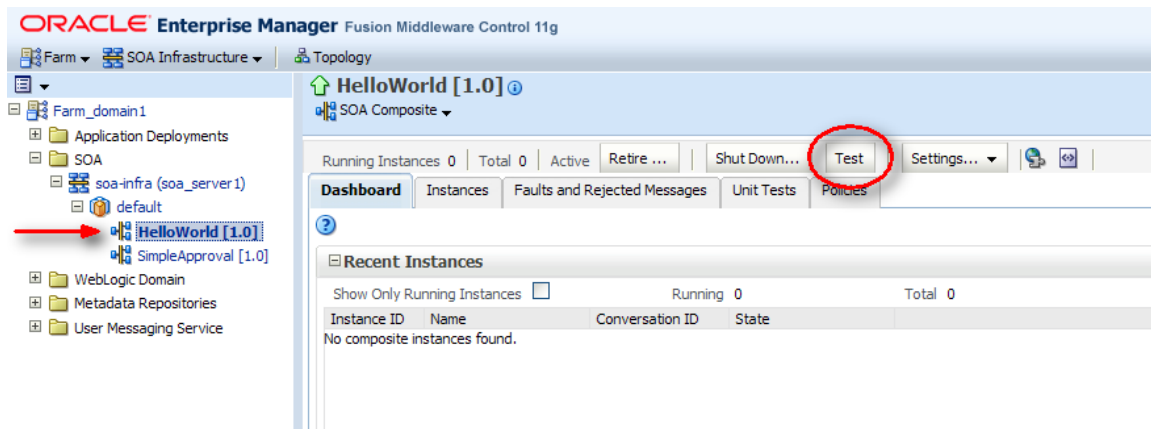 ORACLE Enterprise Manager Fusion Middleware Control 11g
Farm SOA Infrastructure Topology
HelloWorld [1.0]
SOA Composite
Farm_domain1
Application Deployments
SOA
soa-infra (soa_server1)
default
HelloWorld [1.0]
SimpleApproval [1.0]
WebLogic Domain
Metadata Repositories
User Messaging Service
Running Instances 0 Total 0 Active Retire ... Shut Down... Test Settings...
Dashboard Instances Faults and Rejected Messages Unit Tests Policies
Recent Instances
Show Only Running Instances Running 0 Total 0
Instance ID Name Conversation ID State
No composite instances found.